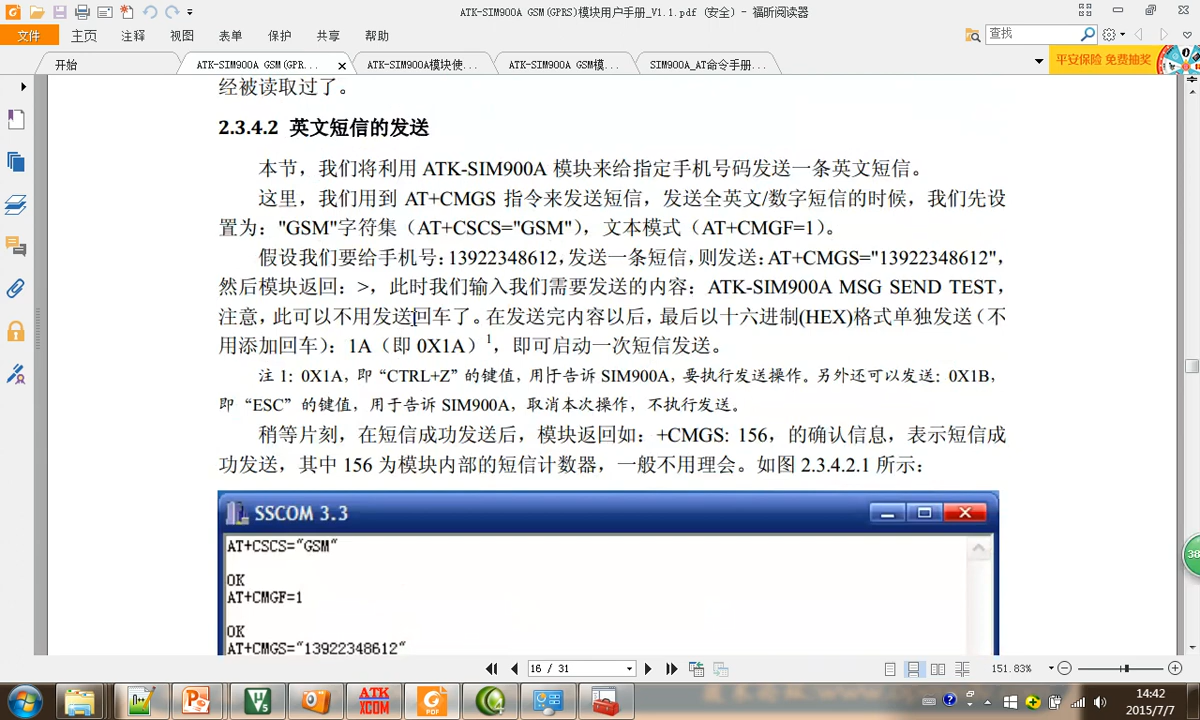 ATK-SIM900A GSM(GPRS)模块用户手册_V1.1.pdf (安全) - 福昕阅读器
文件 主页 注释 视图 表单 保护 共享 帮助
查找
开始 ATK-SIM900A GSM(GPR... ATK-SIM900A模块使... ATK-SIM900A GSM模... SIM900A_AT命令手册...
平安保险 免费抽奖
经被读取过了。
2.3.4.2 英文短信的发送
本节，我们将利用 ATK-SIM900A 模块来给指定手机号码发送一条英文短信。
这里，我们用到 AT+CMGS 指令来发送短信，发送全英文/数字短信的时候，我们先设
置为："GSM"字符集（AT+CSCS="GSM"），文本模式（AT+CMGF=1）。
假设我们要给手机号：13922348612，发送一条短信，则发送：AT+CMGS="13922348612"，
然后模块返回：>，此时我们输入我们需要发送的内容：ATK-SIM900A MSG SEND TEST，
注意，此可以不用发送回车了。在发送完内容以后，最后以十六进制(HEX)格式单独发送（不
用添加回车）：1A（即 0X1A）1，即可启动一次短信发送。
注 1：0X1A，即“CTRL+Z”的键值，用于告诉 SIM900A，要执行发送操作。另外还可以发送：0X1B，
即“ESC”的键值，用于告诉 SIM900A，取消本次操作，不执行发送。
稍等片刻，在短信成功发送后，模块返回如：+CMGS: 156，的确认信息，表示短信成
功发送，其中 156 为模块内部的短信计数器，一般不用理会。如图 2.3.4.2.1 所示：
SSCOM 3.3
AT+CSCS="GSM"
OK
AT+CMGF=1
OK
AT+CMGS="13922348612"
38
16 / 31
151.83%
ATK
XCOM
PDF
14:42
2015/7/7